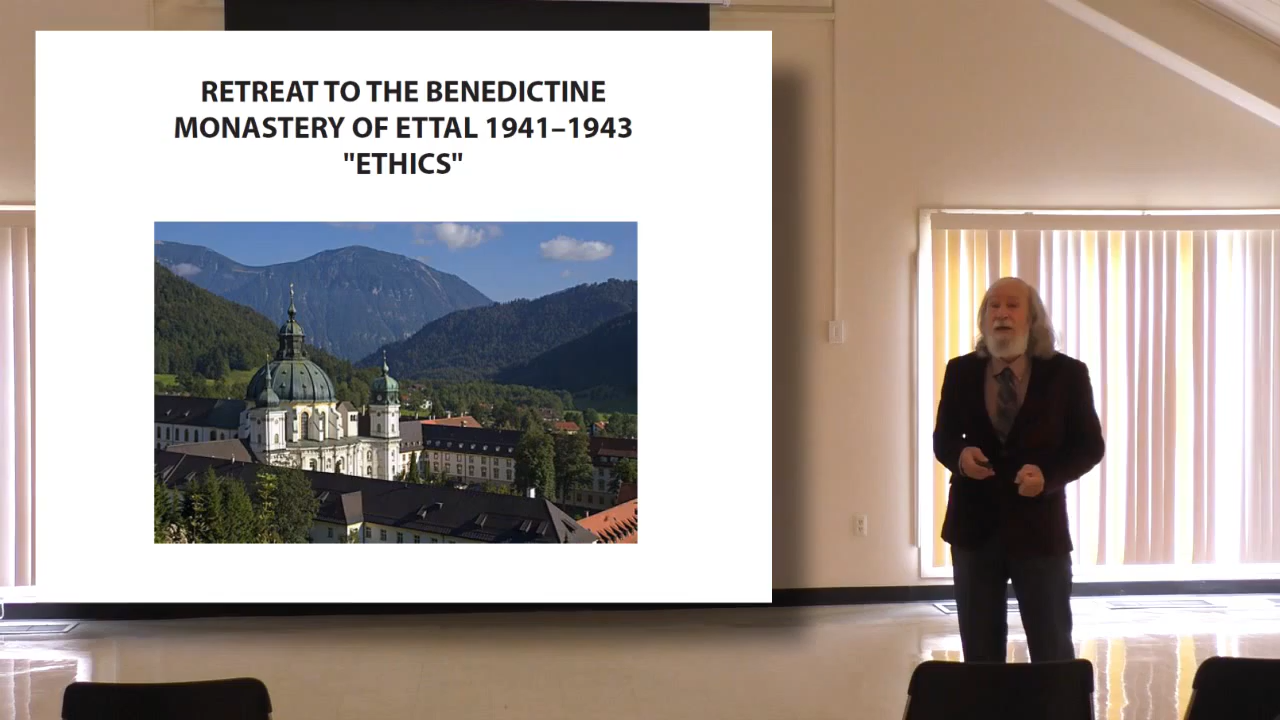 RETREAT TO THE BENEDICTINE
MONASTERY OF ETTAL 1941–1943
"ETHICS"